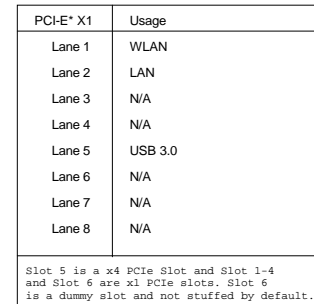 PCI-E* X1 Usage
Lane 1 WLAN
Lane 2 LAN
Lane 3 N/A
Lane 4 N/A
Lane 5 USB 3.0
Lane 6 N/A
Lane 7 N/A
Lane 8 N/A
Slot 5 is a x4 PCIe Slot and Slot 1-4
and Slot 6 are x1 PCIe slots. Slot 6
is a dummy slot and not stuffed by default.